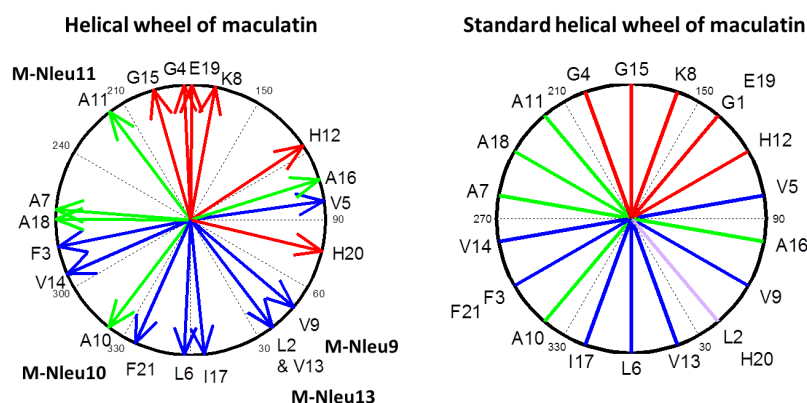 Helical wheel of maculatin
M-Nleu11
G15 G4 E19 K8
210
150
A11
240
H12
A16
V5
A7
A18
90
F3
H20
V14
300
60
A10
330
30
V9
L2
& V13
M-Nleu9
M-Nleu10
F21
L6
I17
M-Nleu13
Standard helical wheel of maculatin
G4
G15
K8
E19
210
150
G1
A11
H12
A18
V5
A7
270
90
V14
A16
F3
V9
F21
A10
330
30
L2
I17
L6
V13
H20